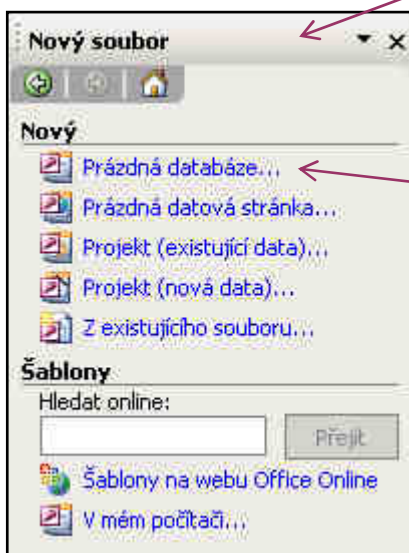 Nový soubor
Nový
Prázdná databáze...
Prázdná datová stránka...
Projekt (existující data)...
Projekt (nová data)...
Z existujícího souboru...
Šablony
Hledat online:
Přejít
Šablony na webu Office Online
V mém počítači...